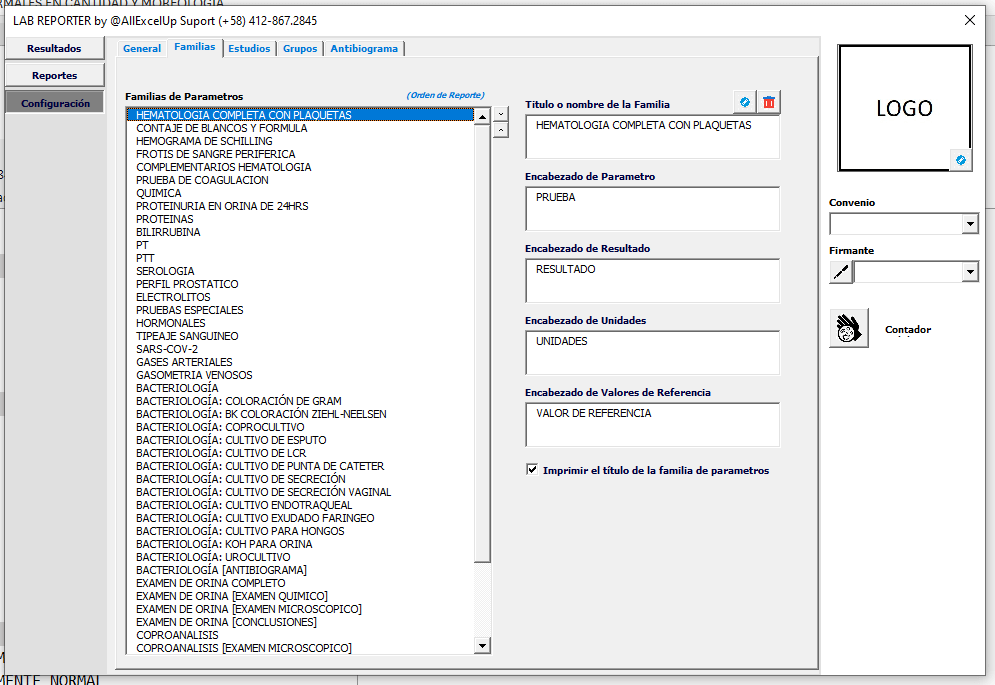 LAB REPORTER by @AllExcelUp Suport (+58) 412-867.2845
Resultados
Reportes
Configuración
General
Familias
Estudios
Grupos
Antibiograma
Familias de Parametros
(Orden de Reporte)
HEMATOLOGIA COMPLETA CON PLAQUETAS
CONTAJE DE BLANCOS Y FORMULA
HEMOGRAMA DE SCHILLING
FROTIS DE SANGRE PERIFERICA
COMPLEMENTARIOS HEMATOLOGIA
PRUEBA DE COAGULACION
QUIMICA
PROTEINURIA EN ORINA DE 24HRS
PROTEINAS
BILIRRUBINA
PT
PTT
SEROLOGIA
PERFIL PROSTATICO
ELECTROLITOS
PRUEBAS ESPECIALES
HORMONALES
TIPEAJE SANGUINEO
SARS-COV-2
GASES ARTERIALES
GASOMETRIA VENOSOS
BACTERIOLOGÍA
BACTERIOLOGÍA: COLORACIÓN DE GRAM
BACTERIOLOGÍA: BK COLORACIÓN ZIEHL-NEELSEN
BACTERIOLOGÍA: COPROCULTIVO
BACTERIOLOGÍA: CULTIVO DE ESPUTO
BACTERIOLOGÍA: CULTIVO DE LCR
BACTERIOLOGÍA: CULTIVO DE PUNTA DE CATETER
BACTERIOLOGÍA: CULTIVO DE SECRECIÓN
BACTERIOLOGÍA: CULTIVO DE SECRECIÓN VAGINAL
BACTERIOLOGÍA: CULTIVO ENDOTRAQUEAL
BACTERIOLOGÍA: CULTIVO EXUDADO FARINGEO
BACTERIOLOGÍA: CULTIVO PARA HONGOS
BACTERIOLOGÍA: KOH PARA ORINA
BACTERIOLOGÍA: UROCULTIVO
BACTERIOLOGÍA [ANTIBIOGRAMA]
EXAMEN DE ORINA COMPLETO
EXAMEN DE ORINA [EXAMEN QUIMICO]
EXAMEN DE ORINA [EXAMEN MICROSCOPICO]
EXAMEN DE ORINA [CONCLUSIONES]
COPROANALISIS
COPROANALISIS [EXAMEN MICROSCOPICO]
Título o nombre de la Familia
HEMATOLOGIA COMPLETA CON PLAQUETAS
Encabezado de Parametro
PRUEBA
Encabezado de Resultado
RESULTADO
Encabezado de Unidades
UNIDADES
Encabezado de Valores de Referencia
VALOR DE REFERENCIA
Imprimir el título de la familia de parametros
LOGO
Convenio
Firmante
Contador
NORMAL